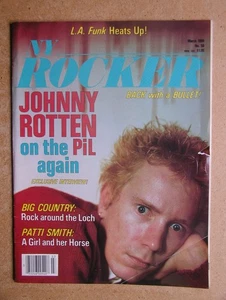 L.A. Funk Heats Up!
NY
ROCKER
BACK with a BULLET
JOHNNY
ROTTEN
on the PiL
again
EXCLUSIVE INTERVIEW
BIG COUNTRY:
Rock around the Loch
PATTI SMITH:
A Girl and her Horse